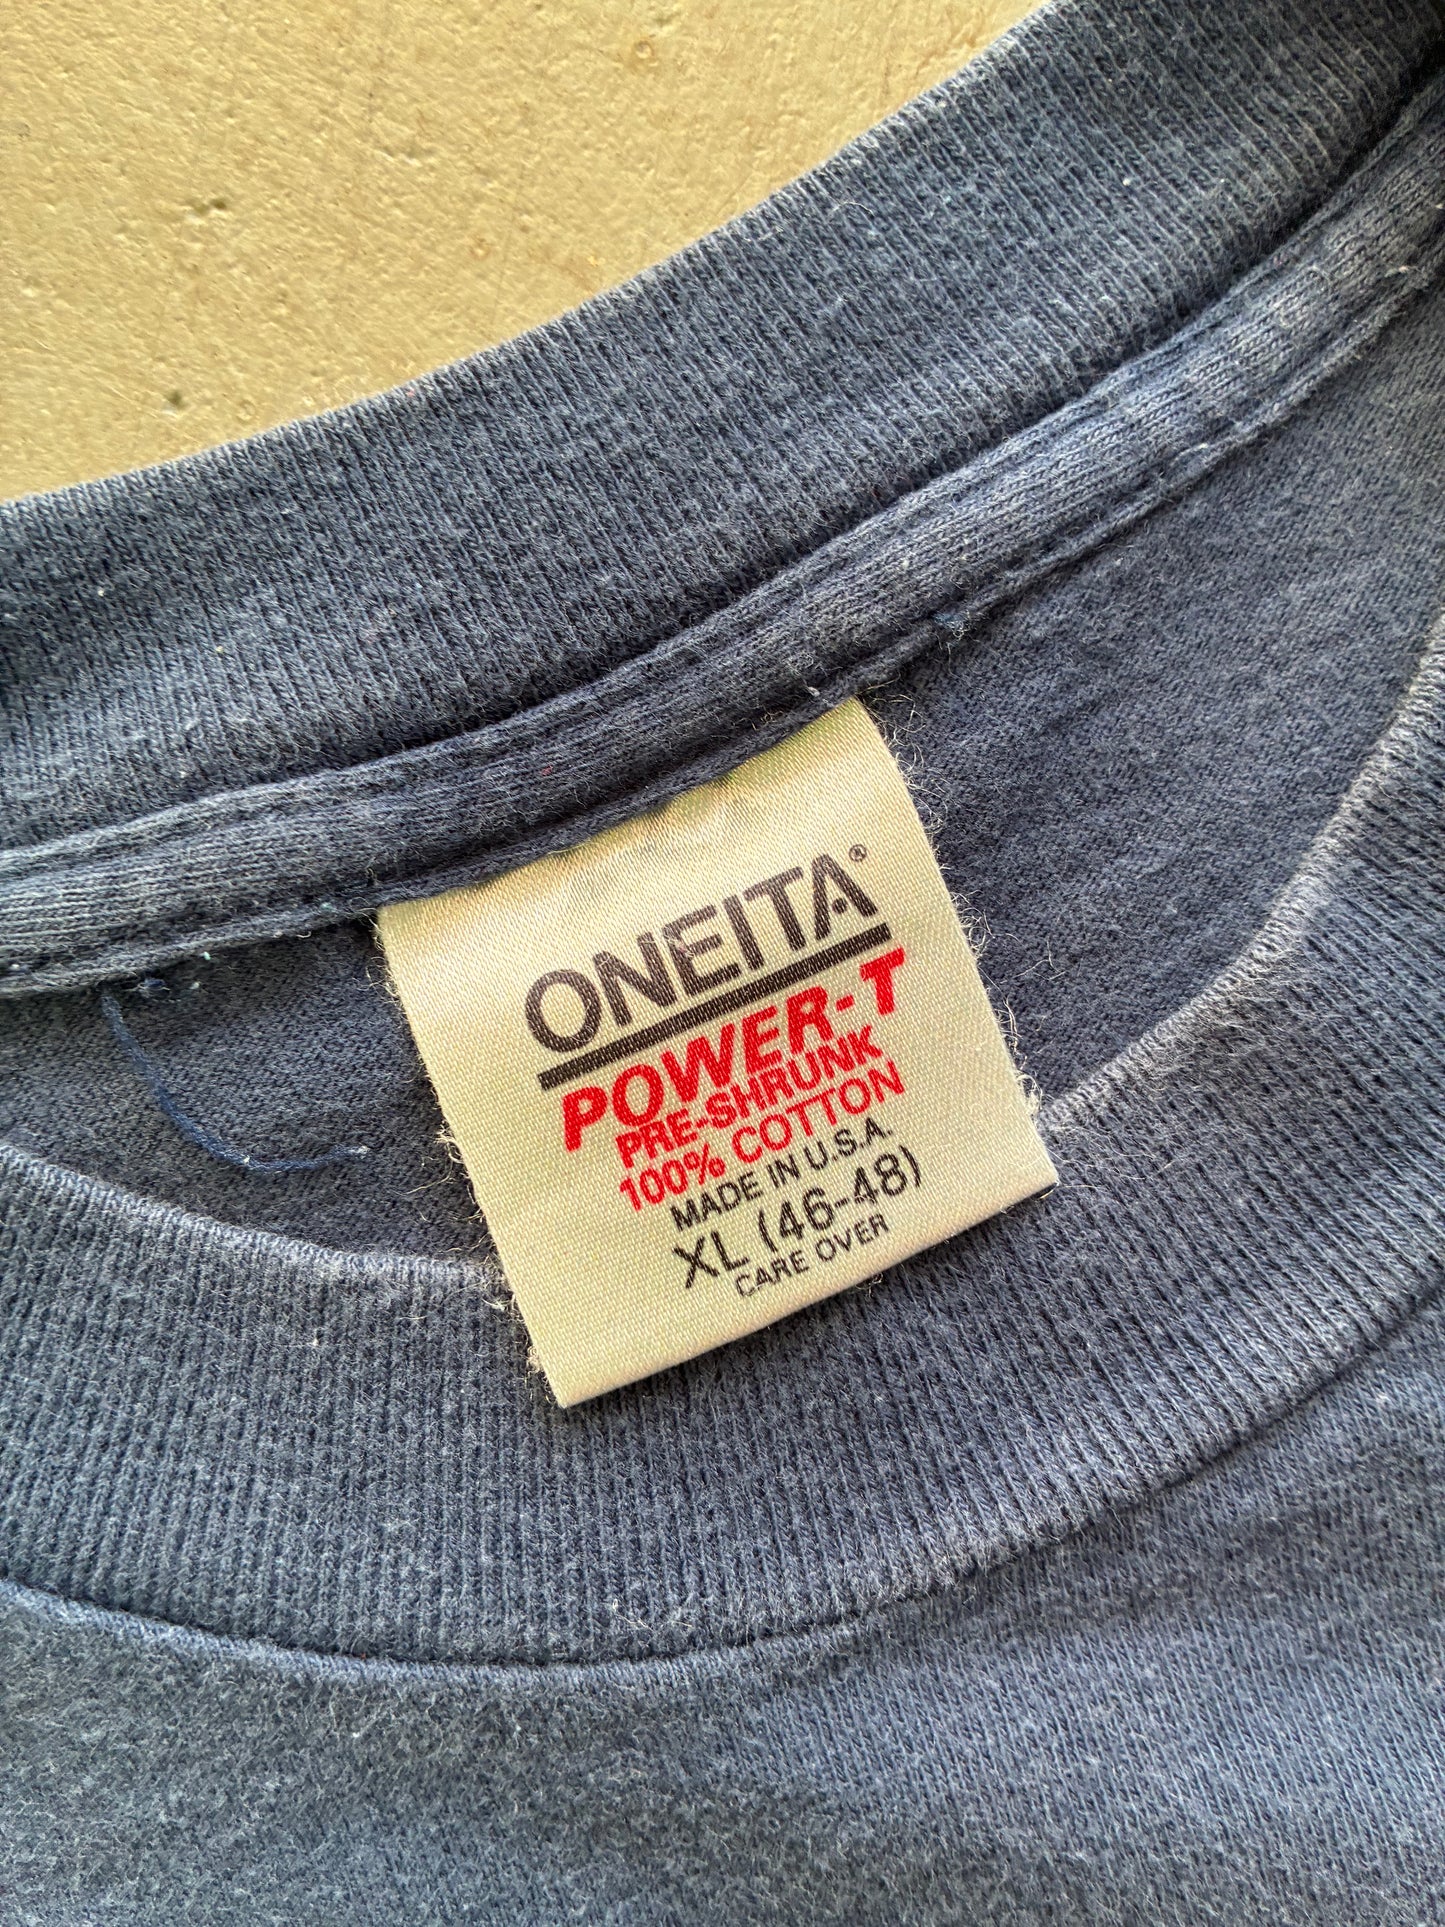 ONEITA®
POWER-T
PRE-SHRUNK
100% COTTON
MADE IN U.S.A.
XL (46-48)
CARE OVER